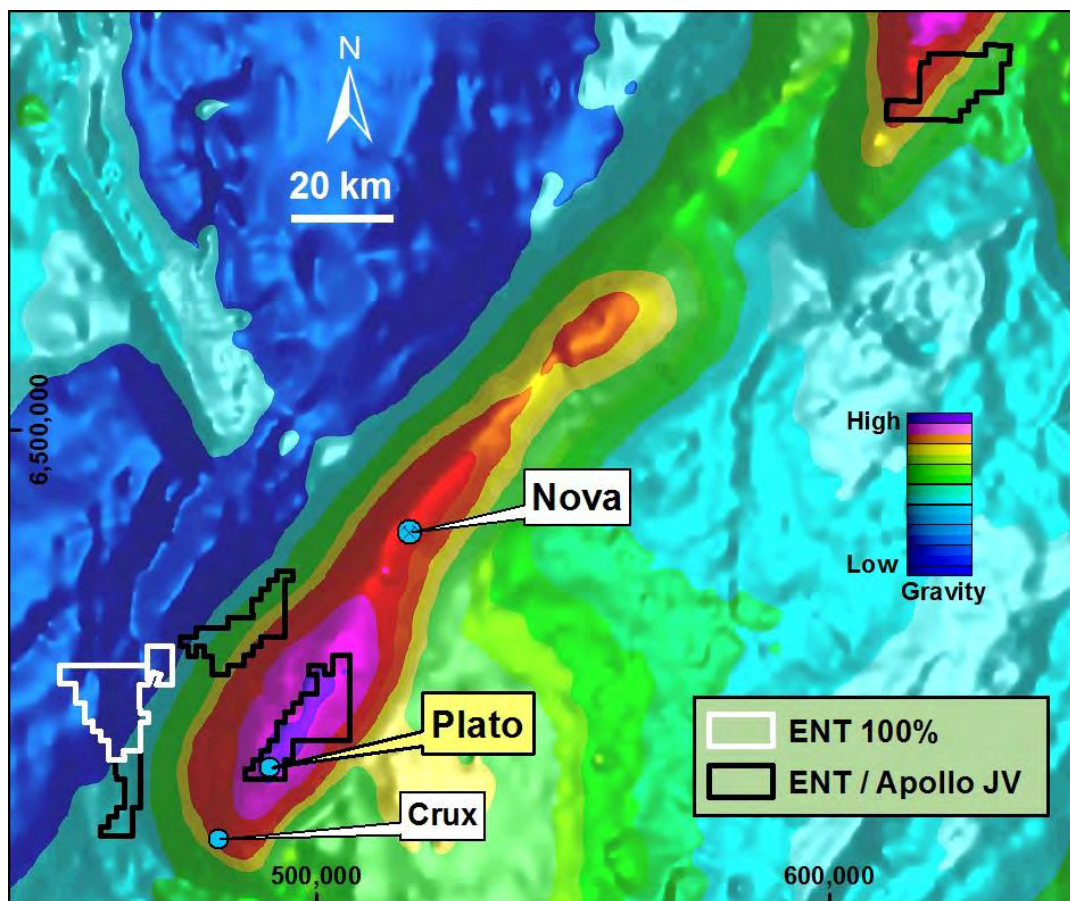 N
20 km
6,500,000
High
Low
Gravity
Nova
Plato
Crux
ENT 100%
ENT / Apollo JV
500,000
600,000